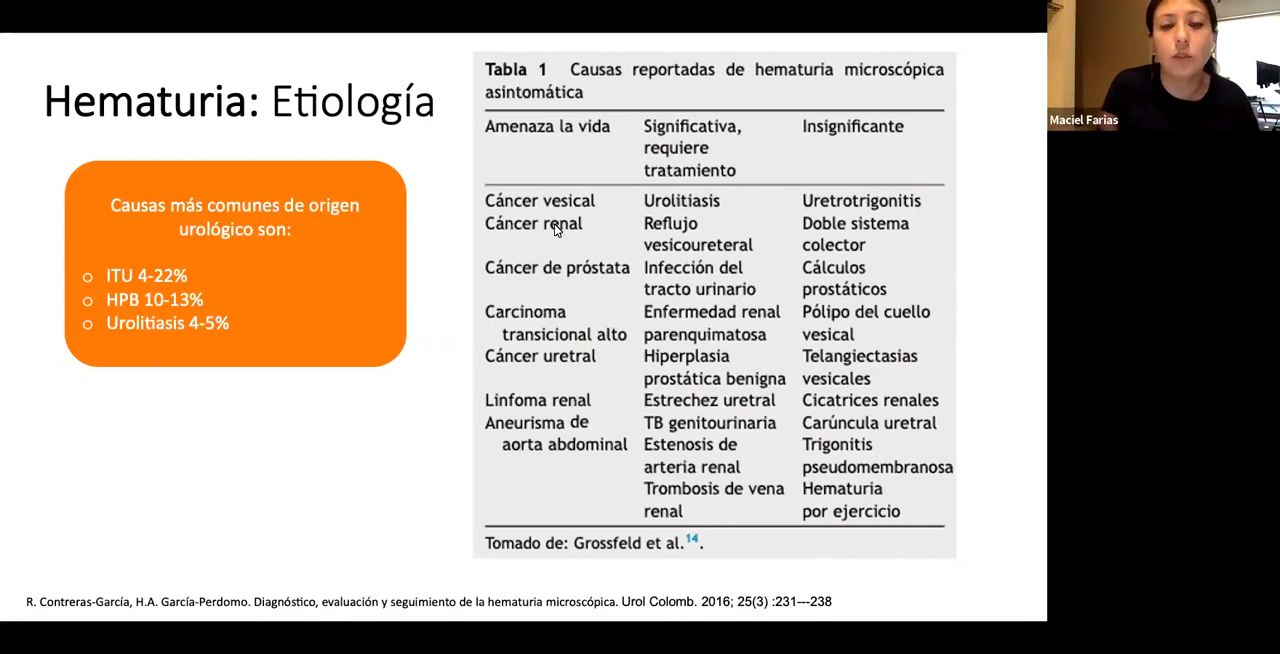 Hematuria: Etiología
Causas más comunes de origen
urológico son:
o ITU 4-22%
o HPB 10-13%
o Urolitiasis 4-5%
Tabla 1 Causas reportadas de hematuria microscópica
asintomática
Amenaza la vida
Significativa,
requiere
tratamiento
Insignificante
Cáncer vesical
Cáncer renal
Cáncer de próstata
Carcinoma
transicional alto
Cáncer uretral
Linfoma renal
Aneurisma de
aorta abdominal
Urolitiasis
Reflujo
vesicoureteral
Infección del
tracto urinario
Enfermedad renal
parenquimatosa
Hiperplasia
prostática benigna
Estrechez uretral
TB genitourinaria
Estenosis de
arteria renal
Trombosis de vena
renal
Uretrotrigonitis
Doble sistema
colector
Cálculos
prostáticos
Pólipo del cuello
vesical
Telangiectasias
vesicales
Cicatrices renales
Carúncula uretral
Trigonitis
pseudomembranosa
Hematuria
por ejercicio
Tomado de: Grossfeld et al.14.
R. Contreras-García, H.A. García-Perdomo. Diagnóstico, evaluación y seguimiento de la hematuria microscópica. Urol Colomb. 2016; 25(3) :231---238
Maciel Farias